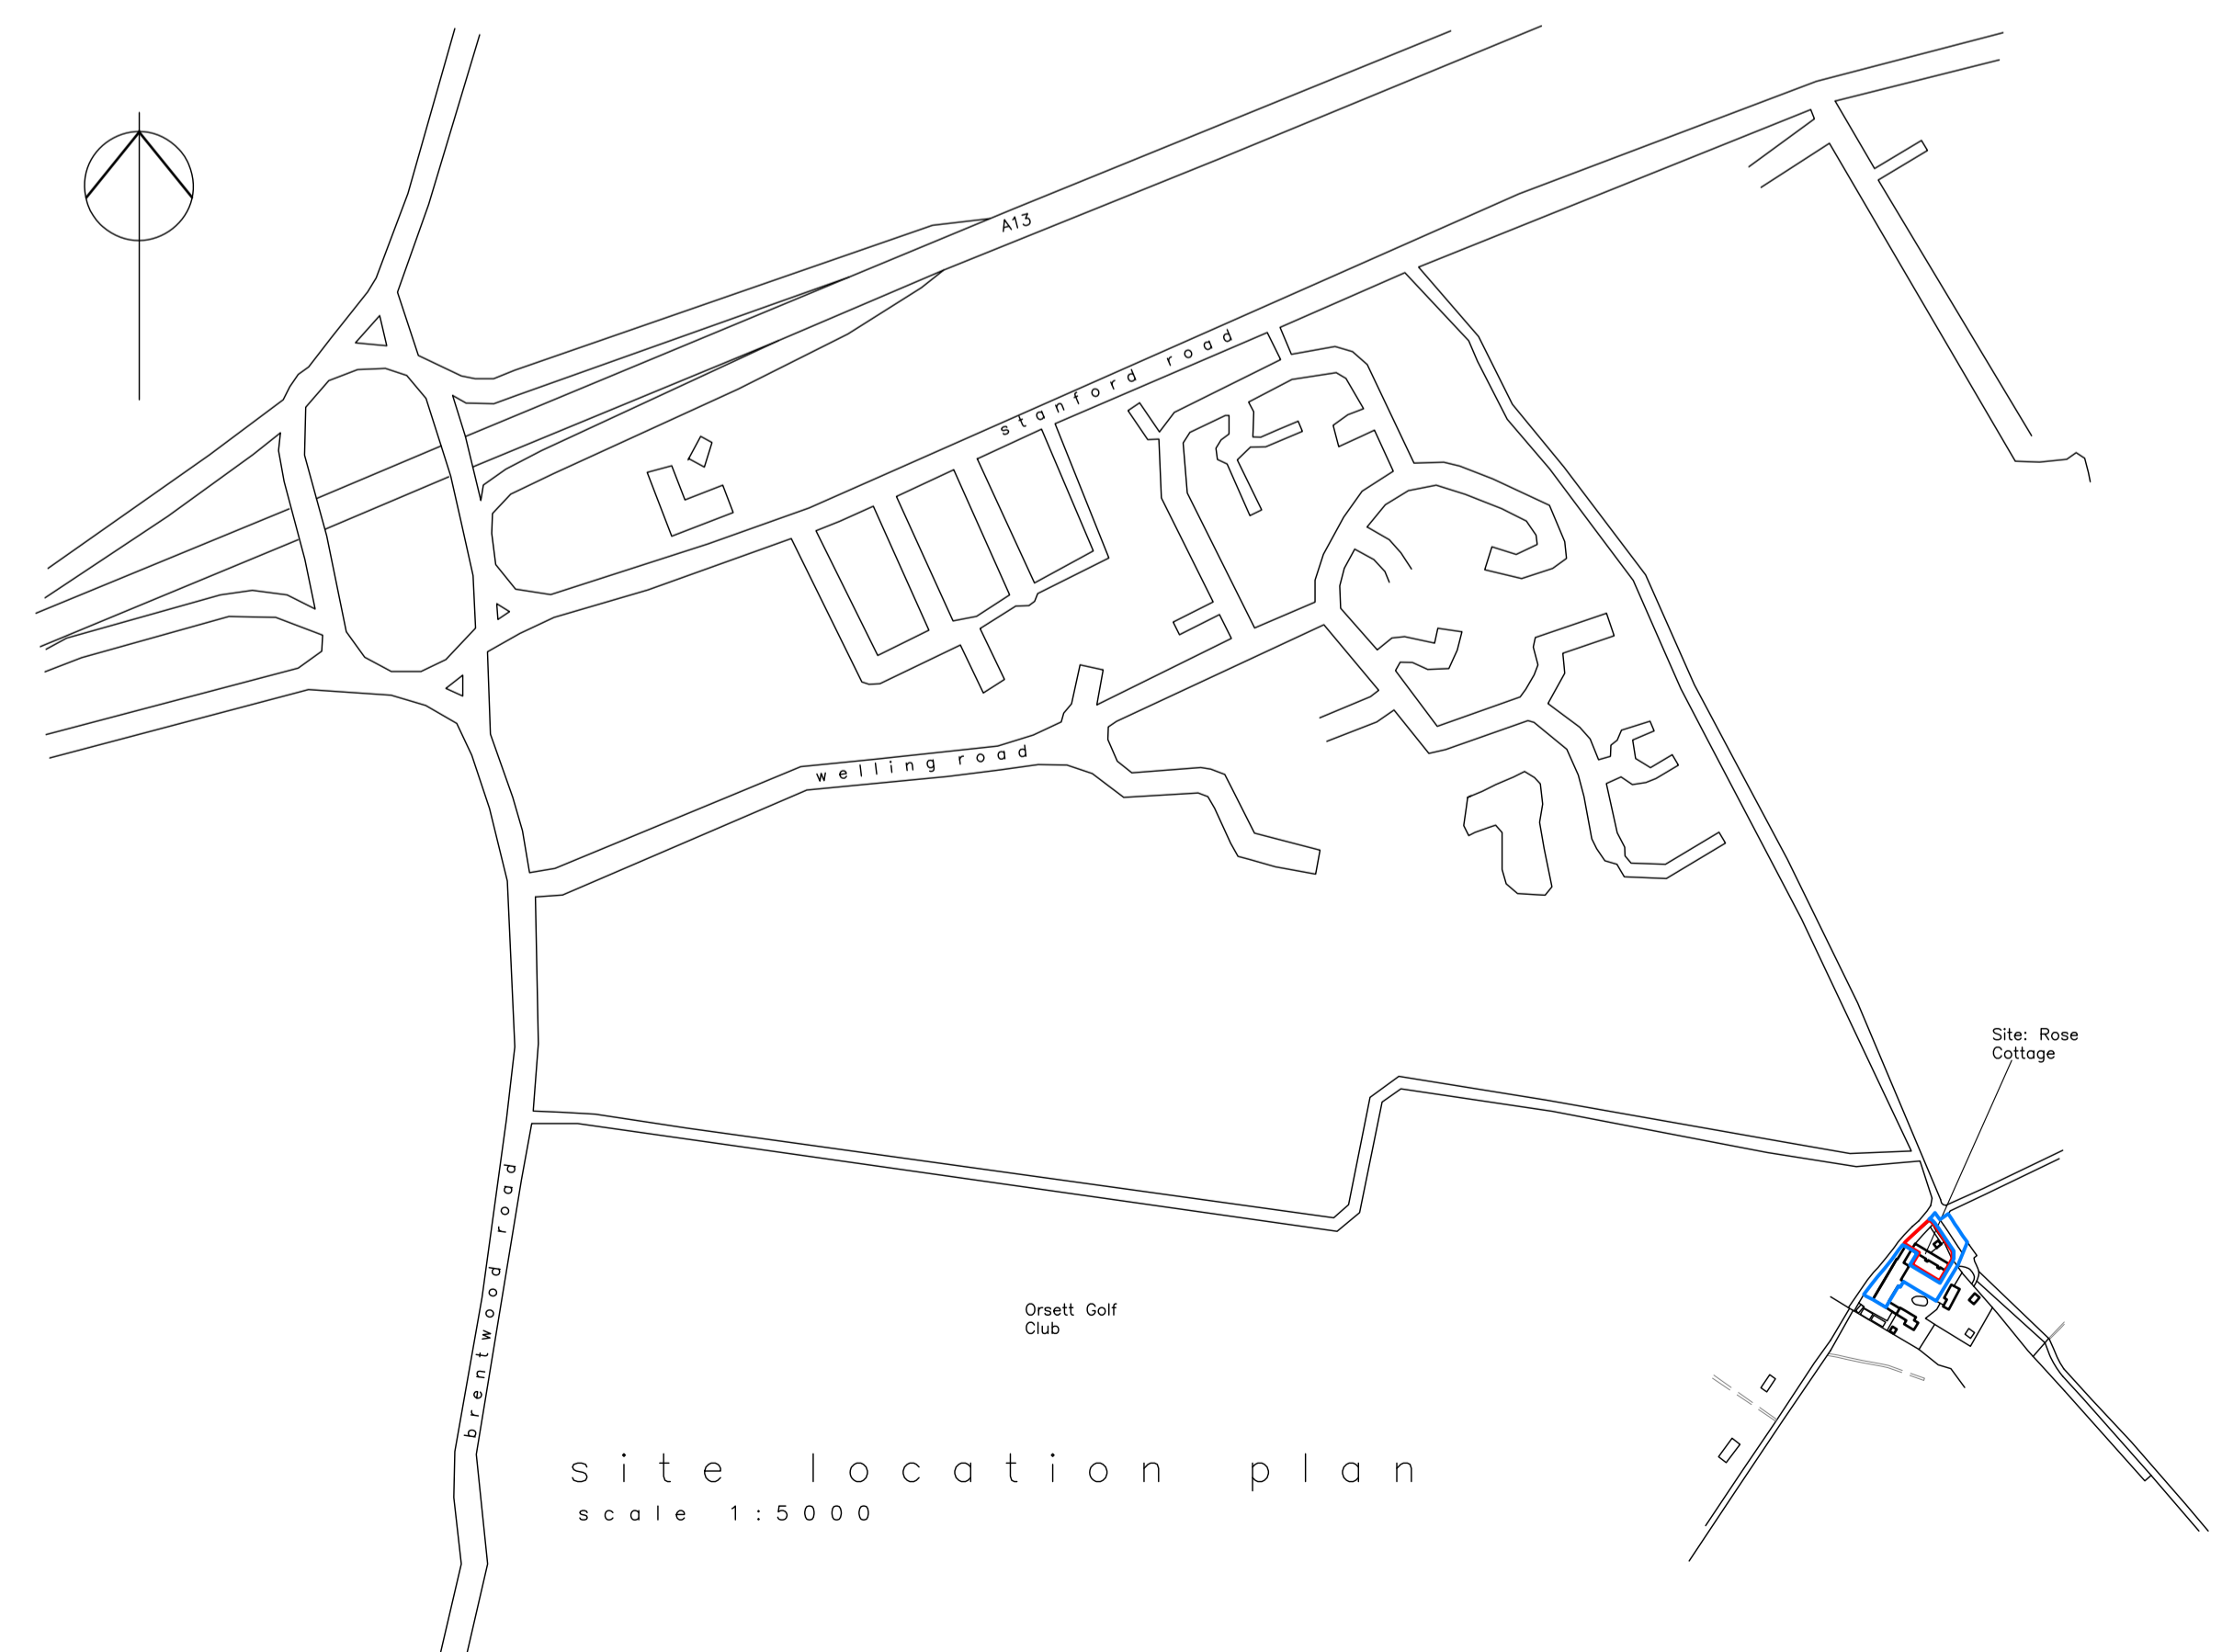 A13
stanford road
welling road
Site: Rose
Cottage
brentwood road
Orsett Golf
Club
site location plan
scale 1:5000